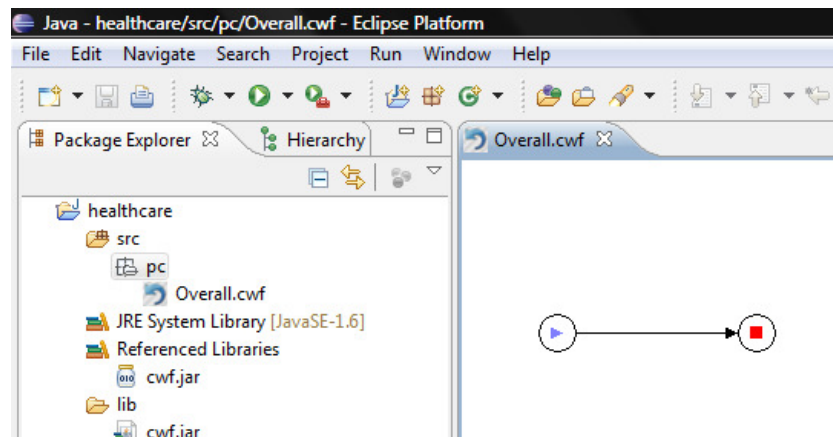 Java - healthcare/src/pc/Overall.cwf - Eclipse Platform
File Edit Navigate Search Project Run Window Help
Package Explorer Hierarchy Overall.cwf
healthcare
src
pc
Overall.cwf
JRE System Library [JavaSE-1.6]
Referenced Libraries
010 cwf.jar
lib
cwf.jar